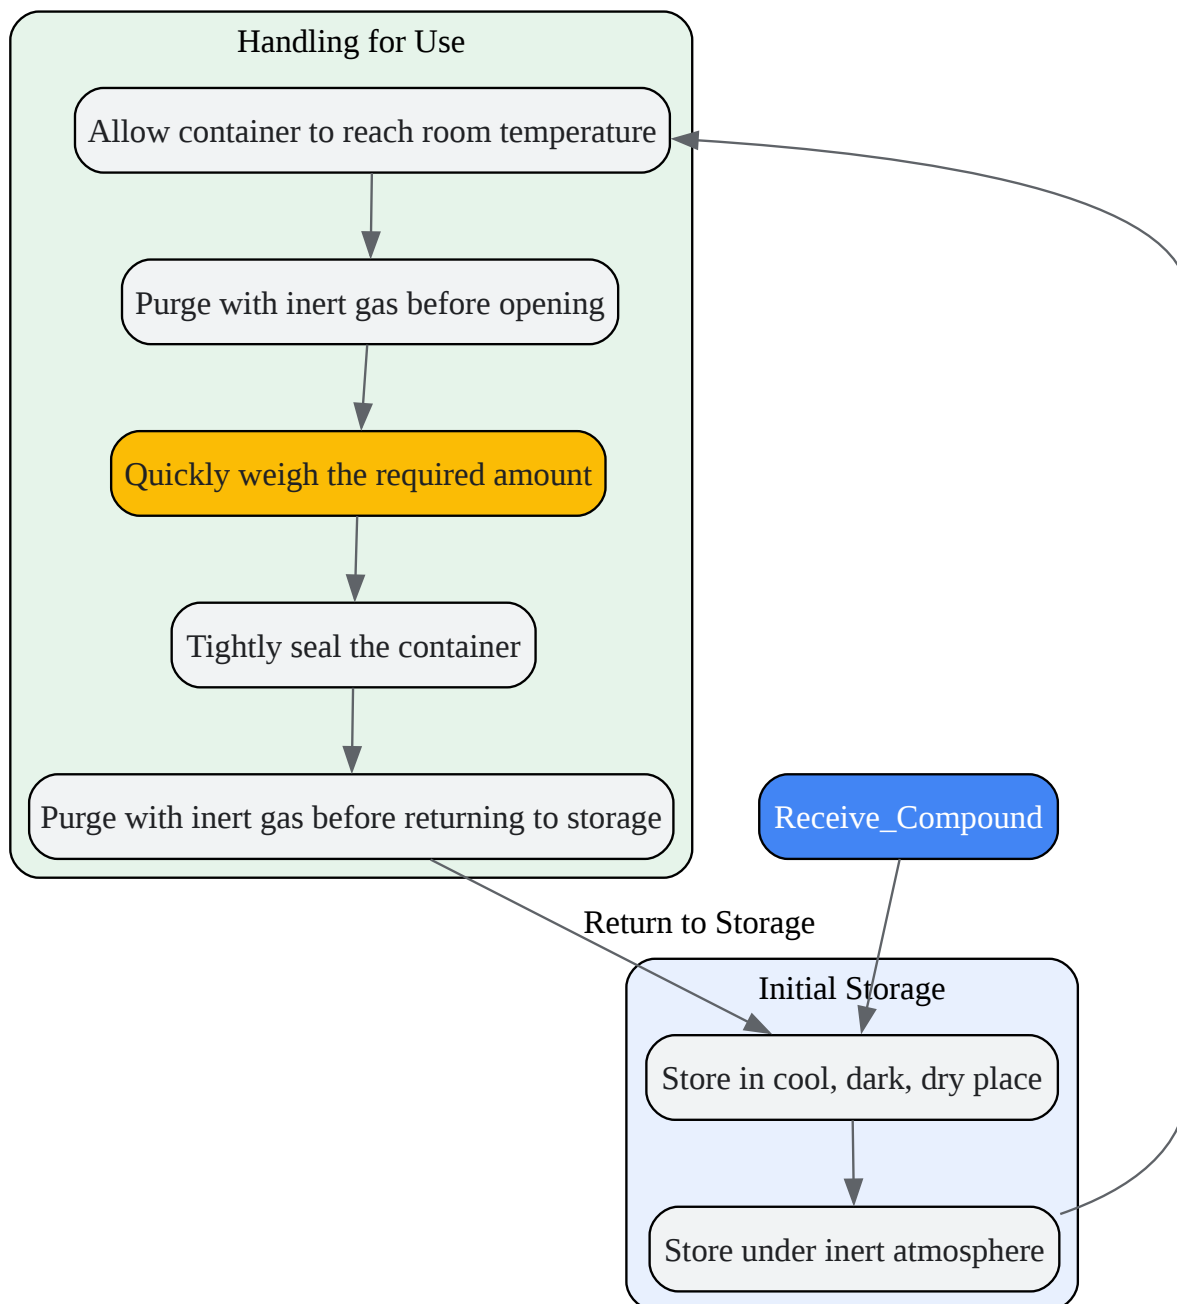 Handling for Use
Allow container to reach room temperature
Purge with inert gas before opening
Quickly weigh the required amount
Tightly seal the container
Purge with inert gas before returning to storage
Receive_Compound
Return to Storage
Initial Storage
Store in cool, dark, dry place
Store under inert atmosphere